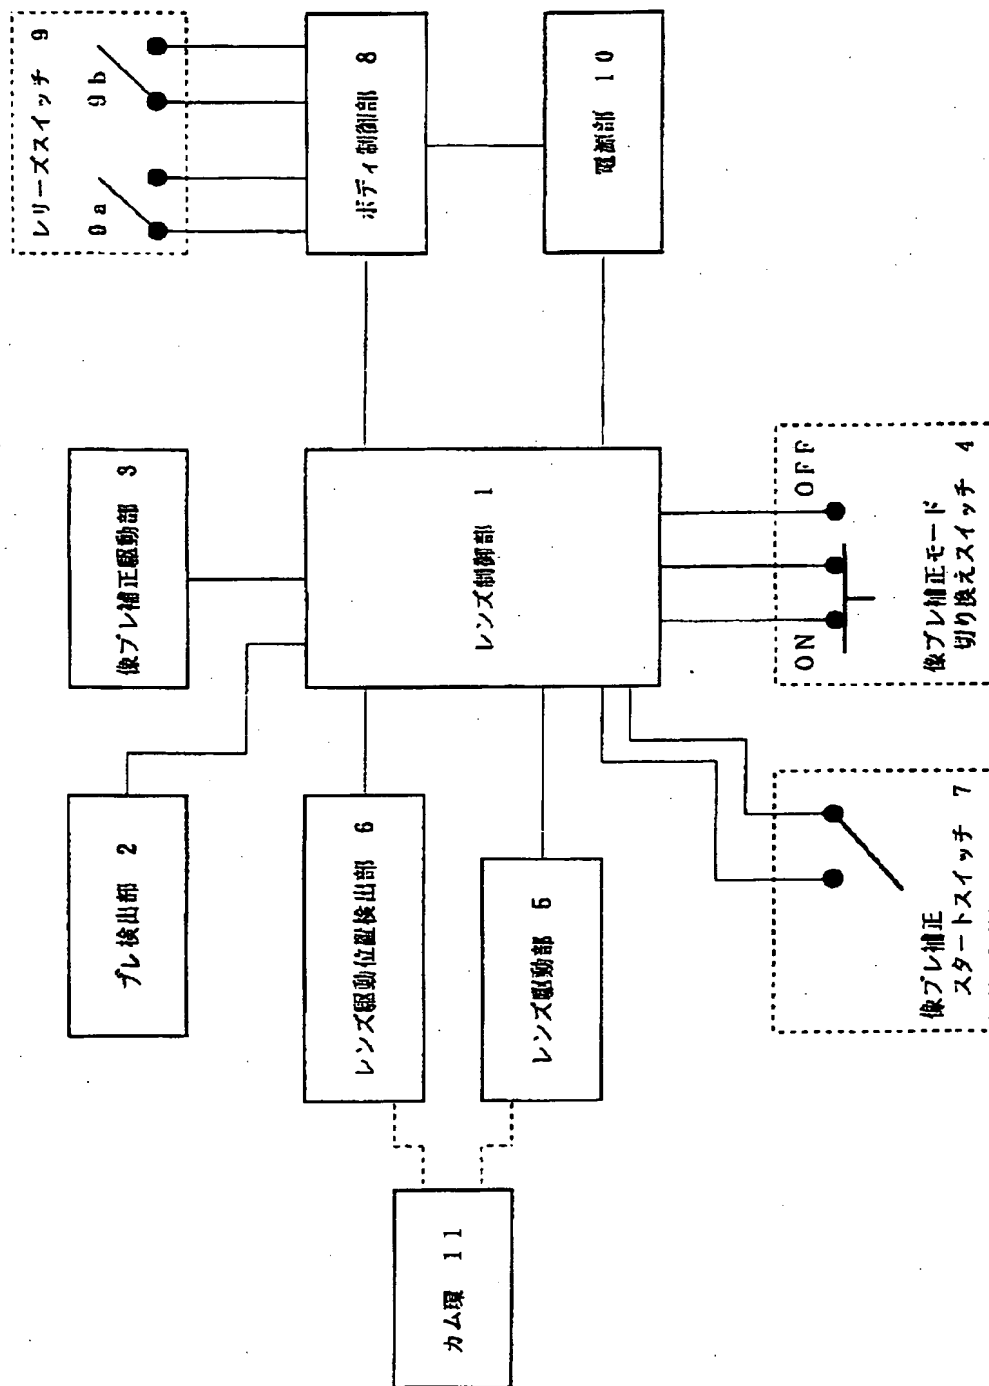 レリーズスイッチ 9
9a
9b
ボディ制御部 8
電源部 10
像ブレ補正駆動部 3
レンズ制御部 1
ON
OFF
像ブレ補正モード
切り換えスイッチ 4
ブレ検出部 2
レンズ駆動位置検出部 6
レンズ駆動部 5
像ブレ補正
スタートスイッチ 7
カム環 11